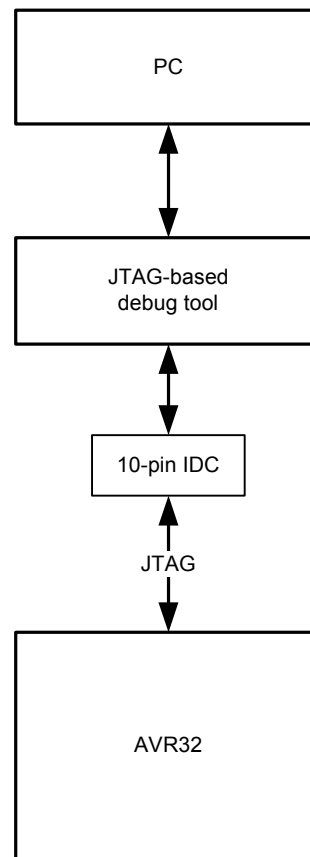 PC
JTAG-based
debug tool
10-pin IDC
JTAG
AVR32